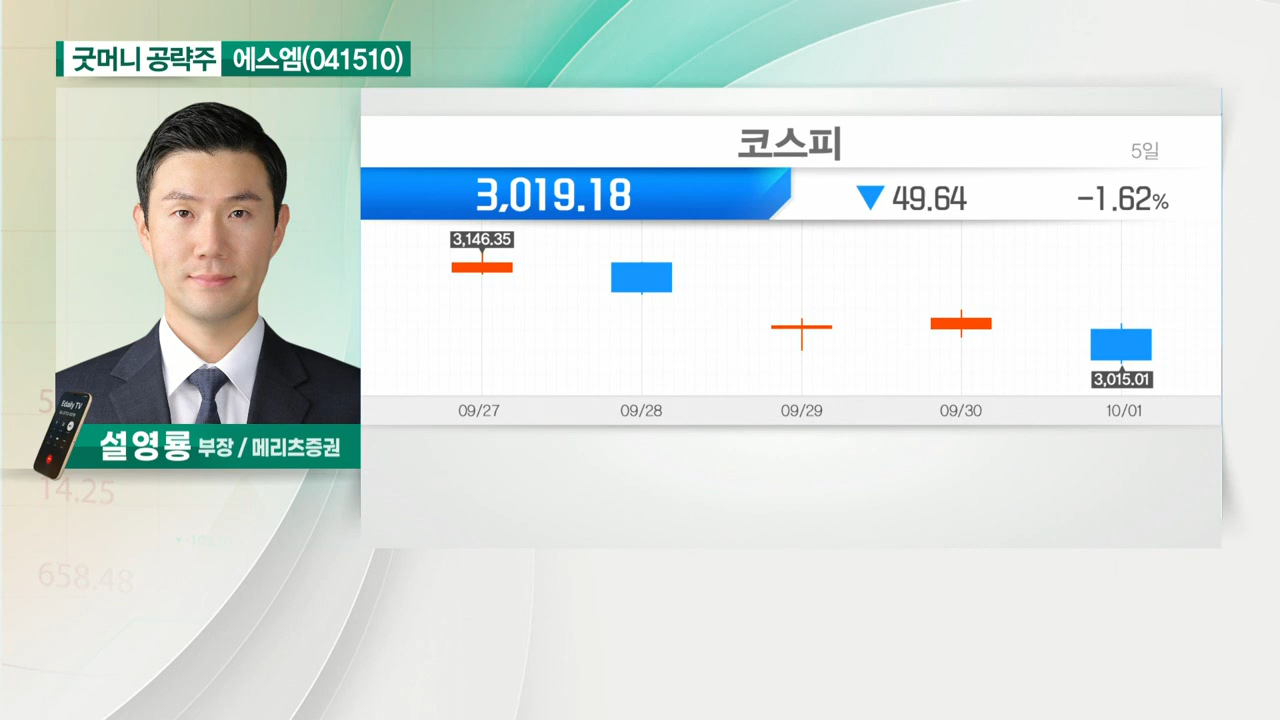 굿머니 공략주 에스엠(041510)
코스피
5일
3,019.18 ▼ 49.64 -1.62%
3,146.35
3,015.01
09/27 09/28 09/29 09/30 10/01
Edaily TV
설영룡 부장 / 메리츠증권
14.25
658.48